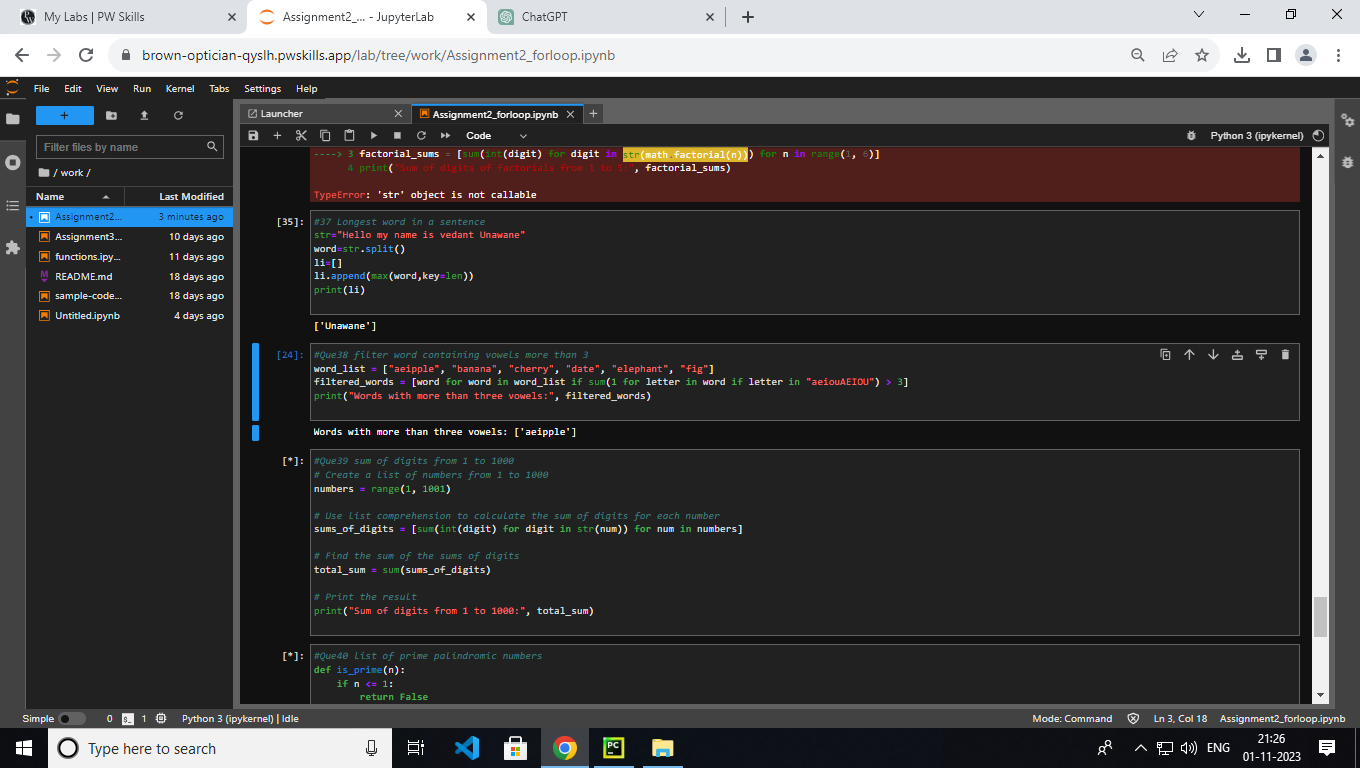 My Labs | PW Skills
Assignment2_... - JupyterLab
ChatGPT
brown-optician-qyslh.pwskills.app/lab/tree/work/Assignment2_forloop.ipynb
File Edit View Run Kernel Tabs Settings Help
Launcher
Assignment2_forloop.ipynb
Code
Python 3 (ipykernel)
Filter files by name
/ work /
Name Last Modified
Assignment2... 3 minutes ago
Assignment3... 10 days ago
functions.ipy... 11 days ago
README.md 18 days ago
sample-code... 18 days ago
Untitled.ipynb 4 days ago
----> 3 factorial_sums = [sum(int(digit) for digit in str(math.factorial(n))) for n in range(1, 6)]
4 print("Sum of digits of factorials from 1 to 5:", factorial_sums)
TypeError: 'str' object is not callable
[35]:
#37 Longest word in a sentence
str="Hello my name is vedant Unawane"
word=str.split()
li=[]
li.append(max(word,key=len))
print(li)
['Unawane']
[24]:
#Que38 filter word containing vowels more than 3
word_list = ["aeipple", "banana", "cherry", "date", "elephant", "fig"]
filtered_words = [word for word in word_list if sum(1 for letter in word if letter in "aeiouAEIOU") > 3]
print("Words with more than three vowels:", filtered_words)
Words with more than three vowels: ['aeipple']
[*]:
#Que39 sum of digits from 1 to 1000
# Create a list of numbers from 1 to 1000
numbers = range(1, 1001)
# Use list comprehension to calculate the sum of digits for each number
sums_of_digits = [sum(int(digit) for digit in str(num)) for num in numbers]
# Find the sum of the sums of digits
total_sum = sum(sums_of_digits)
# Print the result
print("Sum of digits from 1 to 1000:", total_sum)
[*]:
#Que40 list of prime palindromic numbers
def is_prime(n):
if n <= 1:
return False
Simple 0 1 Python 3 (ipykernel) | Idle
Mode: Command Ln 3, Col 18 Assignment2_forloop.ipynb
Type here to search
ENG
21:26
01-11-2023